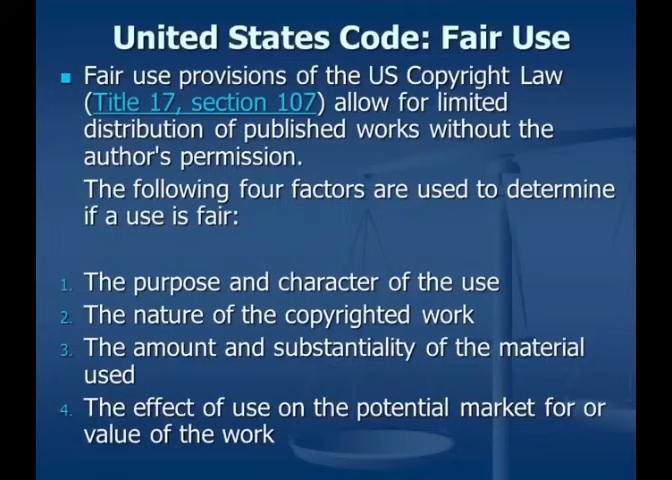 United States Code: Fair Use
Fair use provisions of the US Copyright Law
(Title 17, section 107) allow for limited
distribution of published works without the
author's permission.
The following four factors are used to determine
if a use is fair:
1. The purpose and character of the use
2. The nature of the copyrighted work
3. The amount and substantiality of the material
used
4. The effect of use on the potential market for or
value of the work